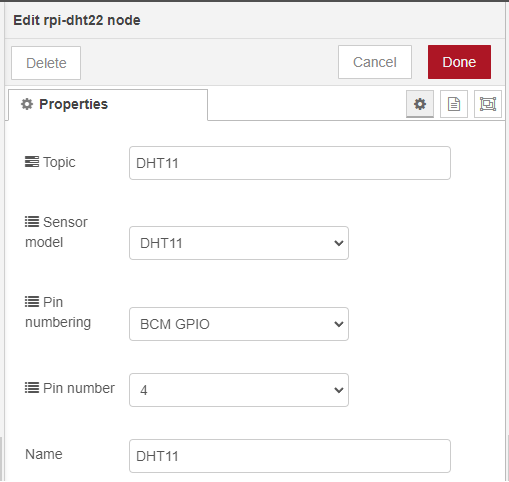 Edit rpi-dht22 node
Delete
Cancel
Done
Properties
Topic
DHT11
Sensor
model
DHT11
Pin
numbering
BCM GPIO
Pin number
4
Name
DHT11